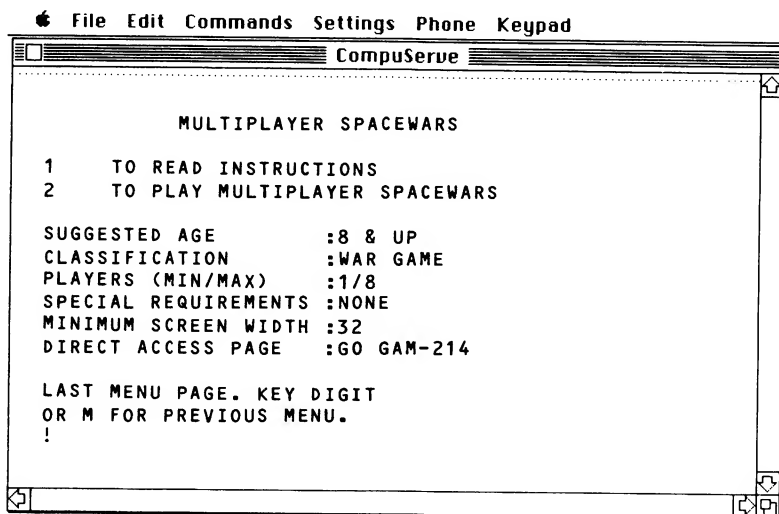 File Edit Commands Settings Phone Keypad
CompuServe
MULTIPLAYER SPACEWARS
1 TO READ INSTRUCTIONS
2 TO PLAY MULTIPLAYER SPACEWARS
SUGGESTED AGE :8 & UP
CLASSIFICATION :WAR GAME
PLAYERS (MIN/MAX) :1/8
SPECIAL REQUIREMENTS :NONE
MINIMUM SCREEN WIDTH :32
DIRECT ACCESS PAGE :GO GAM-214
LAST MENU PAGE. KEY DIGIT
OR M FOR PREVIOUS MENU.
!